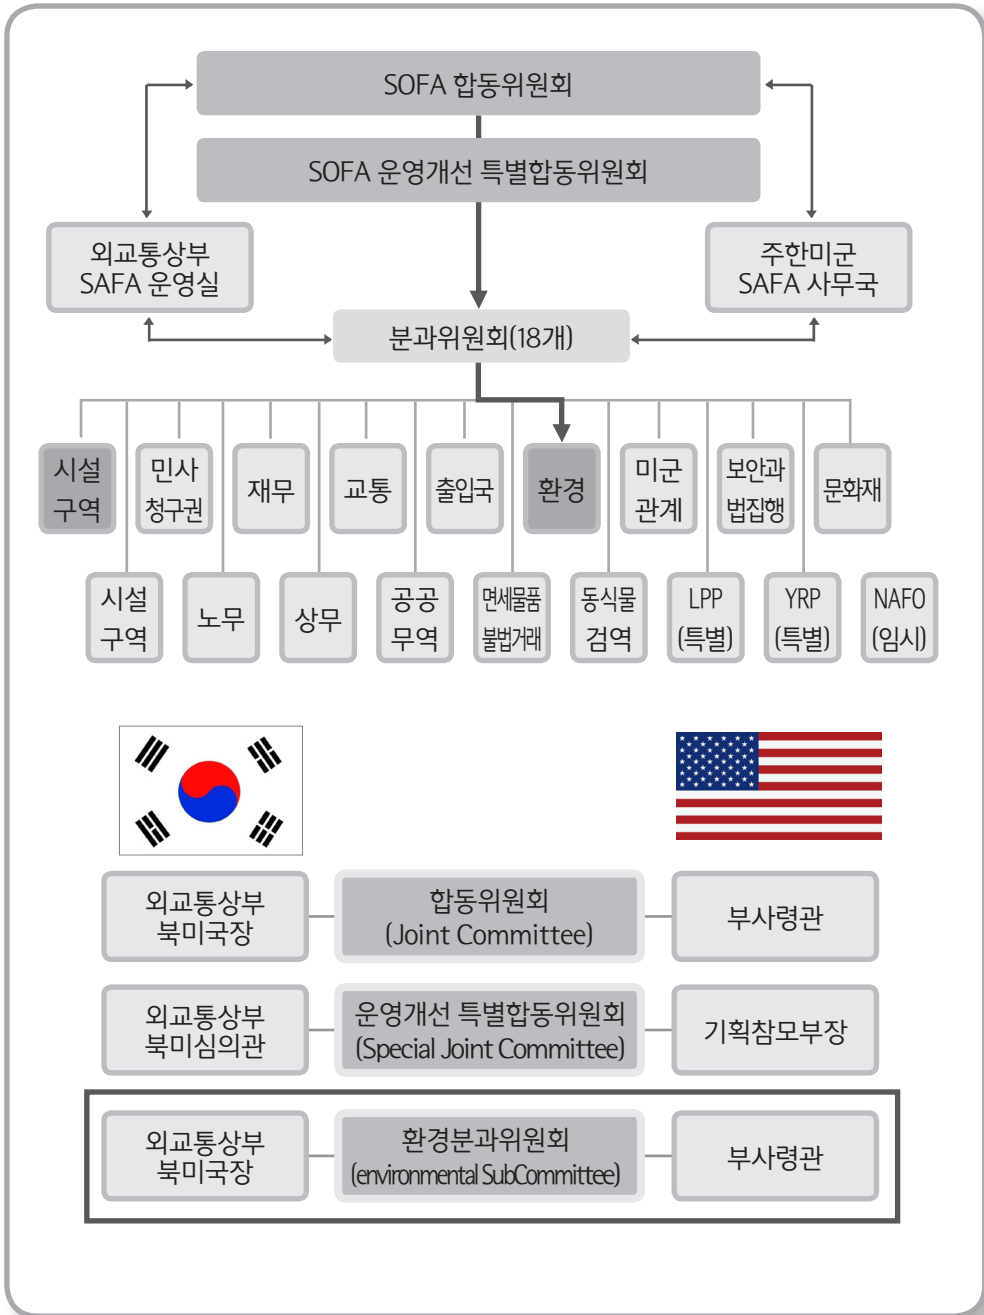 SOFA 합동위원회
SOFA 운영개선 특별합동위원회
외교통상부
SAFA 운영실
주한미군
SAFA 사무국
분과위원회(18개)
시설
구역
민사
청구권
재무
교통
출입국
환경
미군
관계
보안과
법집행
문화재
시설
구역
노무
상무
공공
무역
면세물품
불법거래
동식물
검역
LPP
(특별)
YRP
(특별)
NAFO
(임시)
외교통상부
북미국장
합동위원회
(Joint Committee)
부사령관
외교통상부
북미심의관
운영개선 특별합동위원회
(Special Joint Committee)
기획참모부장
외교통상부
북미국장
환경분과위원회
(environmental SubCommittee)
부사령관